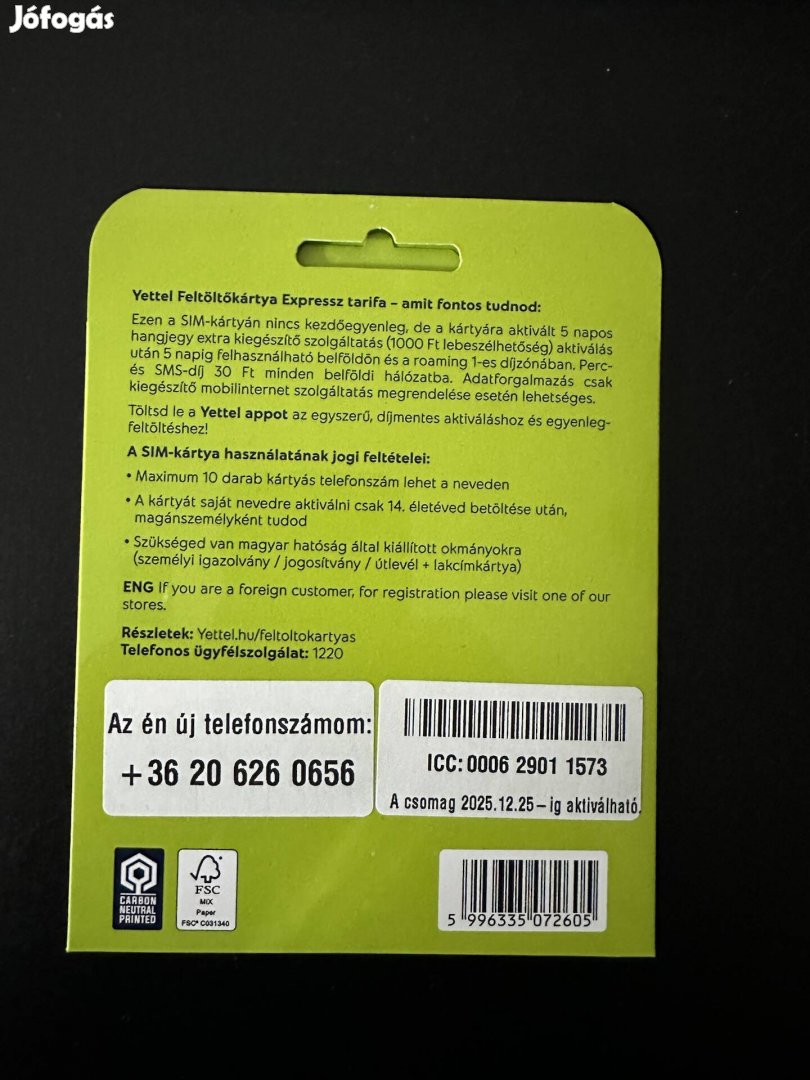 Jófogás
Yettel Feltöltőkártya Expressz tarifa – amit fontos tudnod:
Ezen a SIM-kártyán nincs kezdőegyenleg, de a kártyára aktivált 5 napos
hangjegy extra kiegészítő szolgáltatás (1000 Ft lebeszélhetőség) aktiválás
után 5 napig felhasználható belföldön és a roaming 1-es díjzónában. Perc-
és SMS-díj 30 Ft minden belföldi hálózatba. Adatforgalmazás csak
kiegészítő mobilinternet szolgáltatás megrendelése esetén lehetséges.
Töltsd le a Yettel appot az egyszerű, díjmentes aktiváláshoz és egyenleg-
feltöltéshez!
A SIM-kártya használatának jogi feltételei:
• Maximum 10 darab kártyás telefonszám lehet a neveden
• A kártyát saját nevedre aktiválni csak 14. életéved betöltése után,
magánszemélyként tudod
• Szükséged van magyar hatóság által kiállított okmányokra
(személyi igazolvány / jogosítvány / útlevél + lakcímkártya)
ENG If you are a foreign customer, for registration please visit one of our
stores.
Részletek: Yettel.hu/feltoltokartyas
Telefonos ügyfélszolgálat: 1220
Az én új telefonszámom:
+36 20 626 0656
ICC: 0006 2901 1573
A csomag 2025.12.25 – ig aktiválható.
CARBON
NEUTRAL
PRINTED
FSC
MIX
Paper
FSC® C031340
5 996335 072605